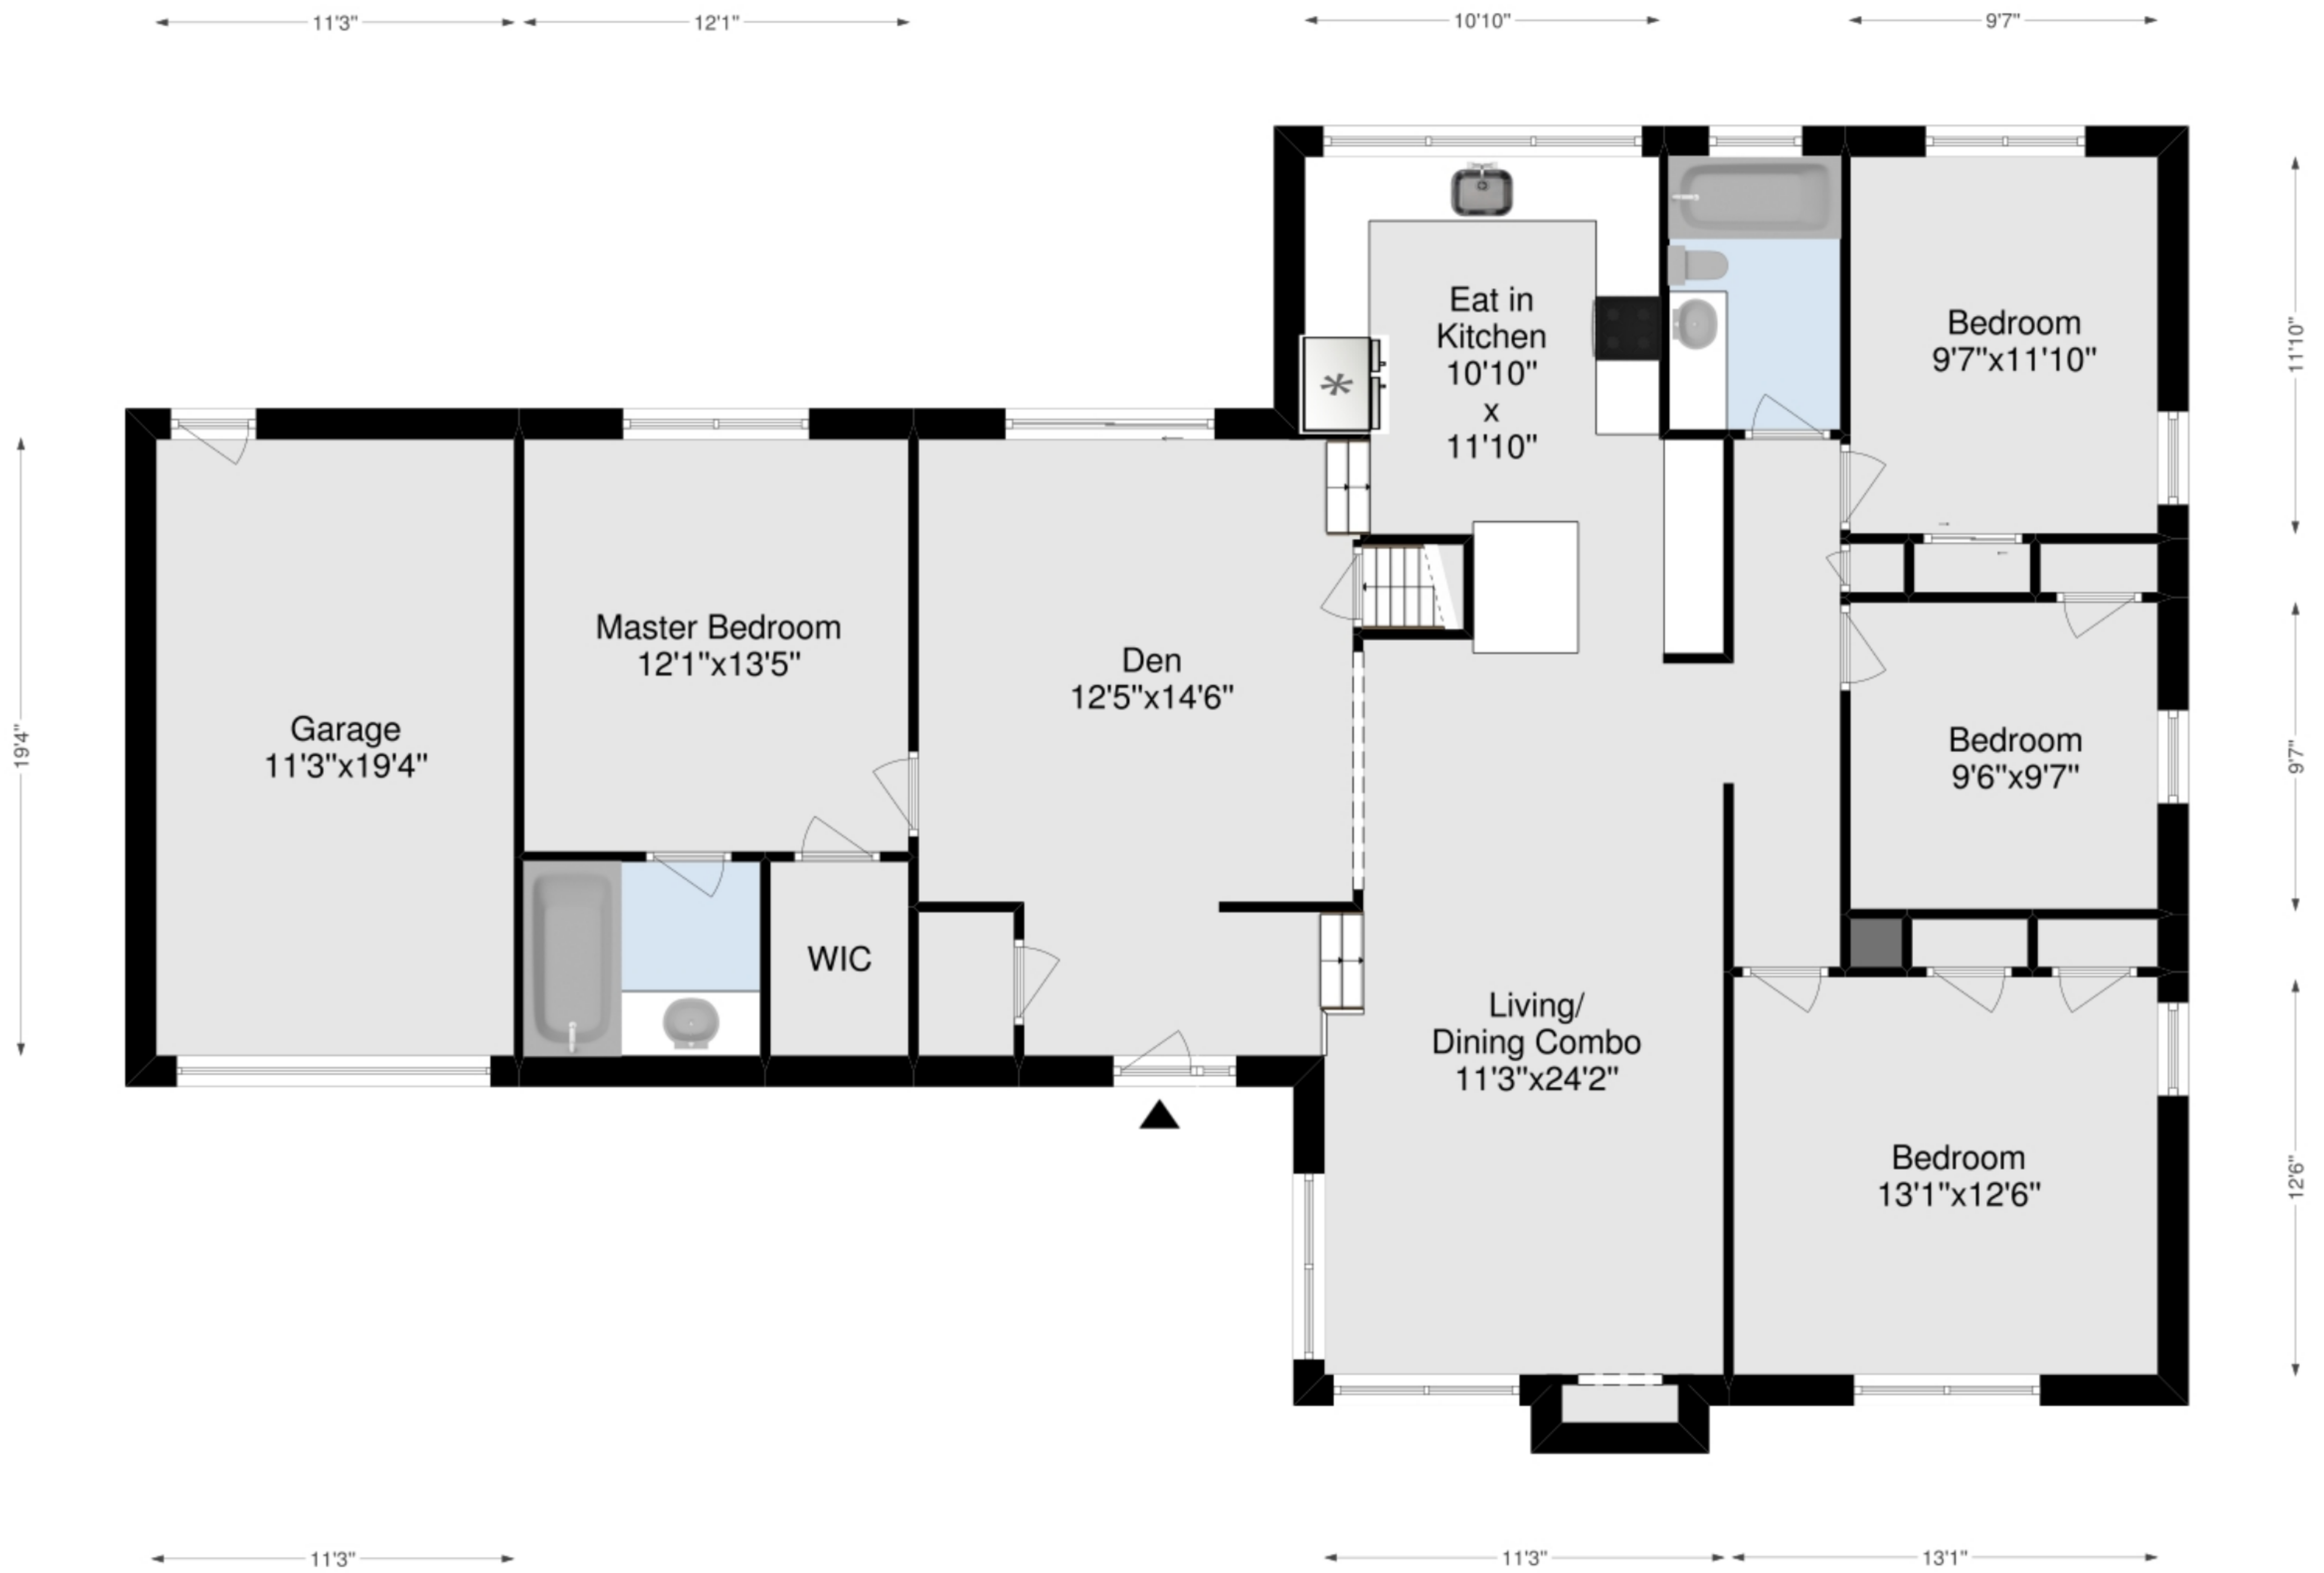 11'3"
12'1"
10'10"
9'7"
Eat in
Kitchen
10'10"
x
11'10"
Bedroom
9'7"x11'10"
11'10"
Master Bedroom
12'1"x13'5"
Den
12'5"x14'6"
Garage
11'3"x19'4"
19'4"
Bedroom
9'6"x9'7"
9'7"
WIC
Living/
Dining Combo
11'3"x24'2"
Bedroom
13'1"x12'6"
12'6"
11'3"
11'3"
13'1"